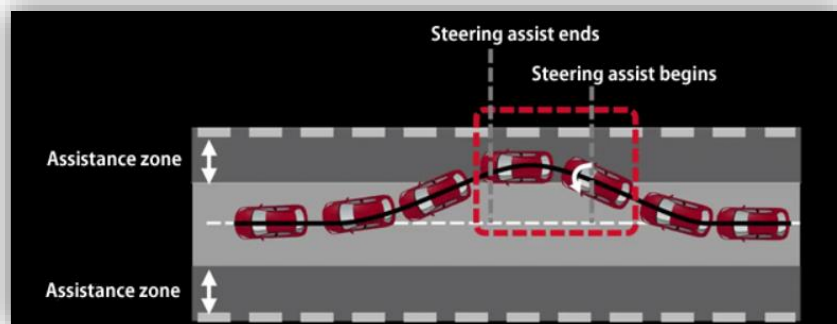 Steering assist ends
Steering assist begins
Assistance zone
Assistance zone